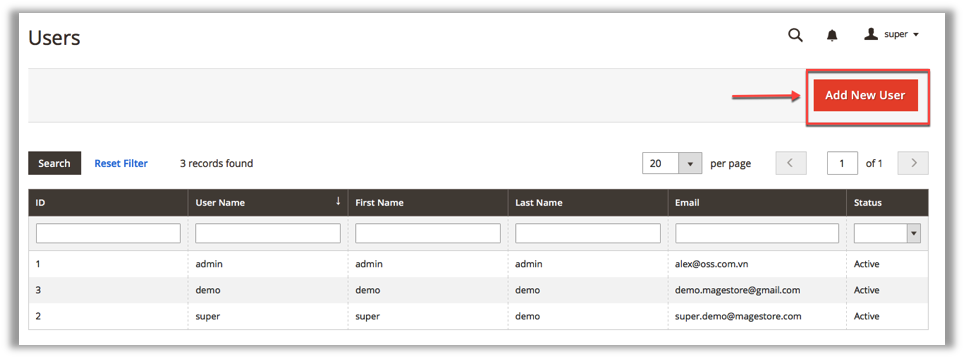 Users
super
Add New User
Search Reset Filter 3 records found 20 per page 1 of 1
ID User Name First Name Last Name Email Status
1 admin admin admin alex@oss.com.vn Active
3 demo demo demo demo.magestore@gmail.com Active
2 super super demo super.demo@magestore.com Active